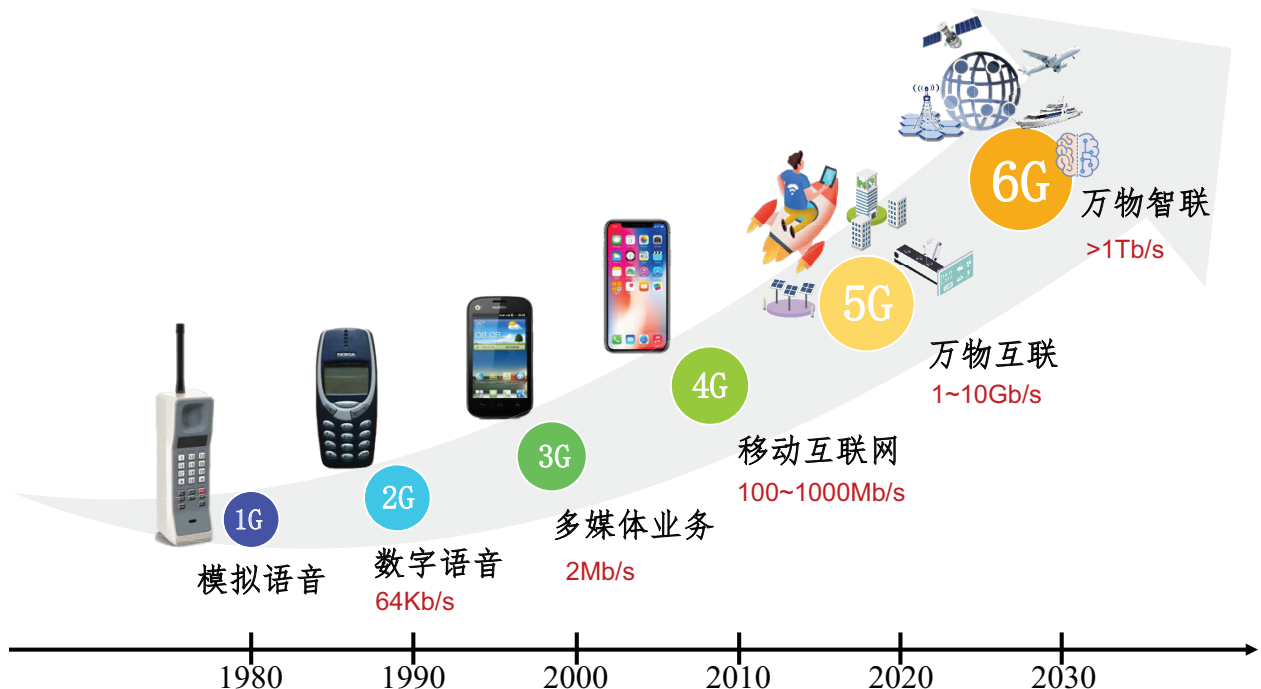 1G
模拟语音
NOKIA
2G
数字语音
64Kb/s
3G
多媒体业务
2Mb/s
4G
移动互联网
100~1000Mb/s
5G
万物互联
1~10Gb/s
6G
万物智联
>1Tb/s
1980
1990
2000
2010
2020
2030